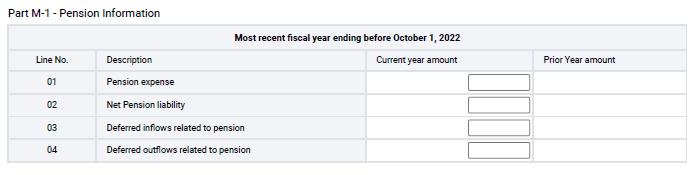 Part M-1 - Pension Information
Most recent fiscal year ending before October 1, 2022
Line No. Description Current year amount Prior Year amount
01 Pension expense
02 Net Pension liability
03 Deferred inflows related to pension
04 Deferred outflows related to pension